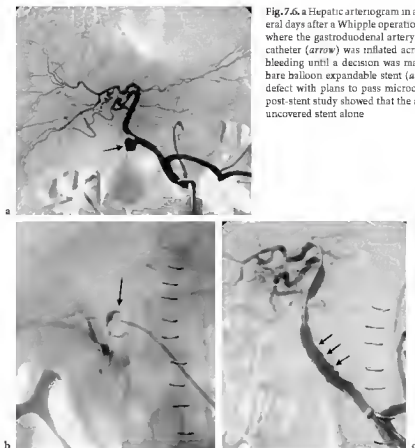 Fig. 7.6. a Hepatic arteriogram in a
eral days after a Whipple operation
where the gastroduodenal artery
catheter (arrow) was inflated acr
bleeding until a decision was ma
bare balloon expandable stent (a
defect with plans to pass microc
post-stent study showed that the
uncovered stent alone
a
b
c